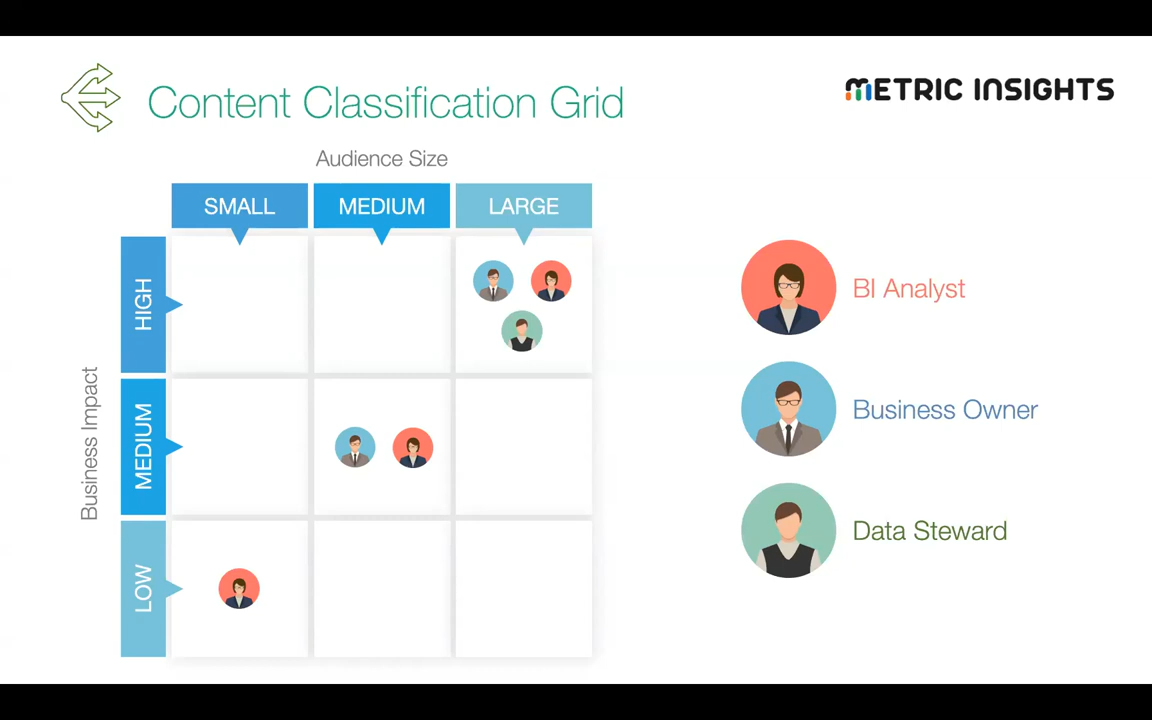 Content Classification Grid
METRIC INSIGHTS
Audience Size
SMALL
MEDIUM
LARGE
Business Impact
HIGH
MEDIUM
LOW
BI Analyst
Business Owner
Data Steward